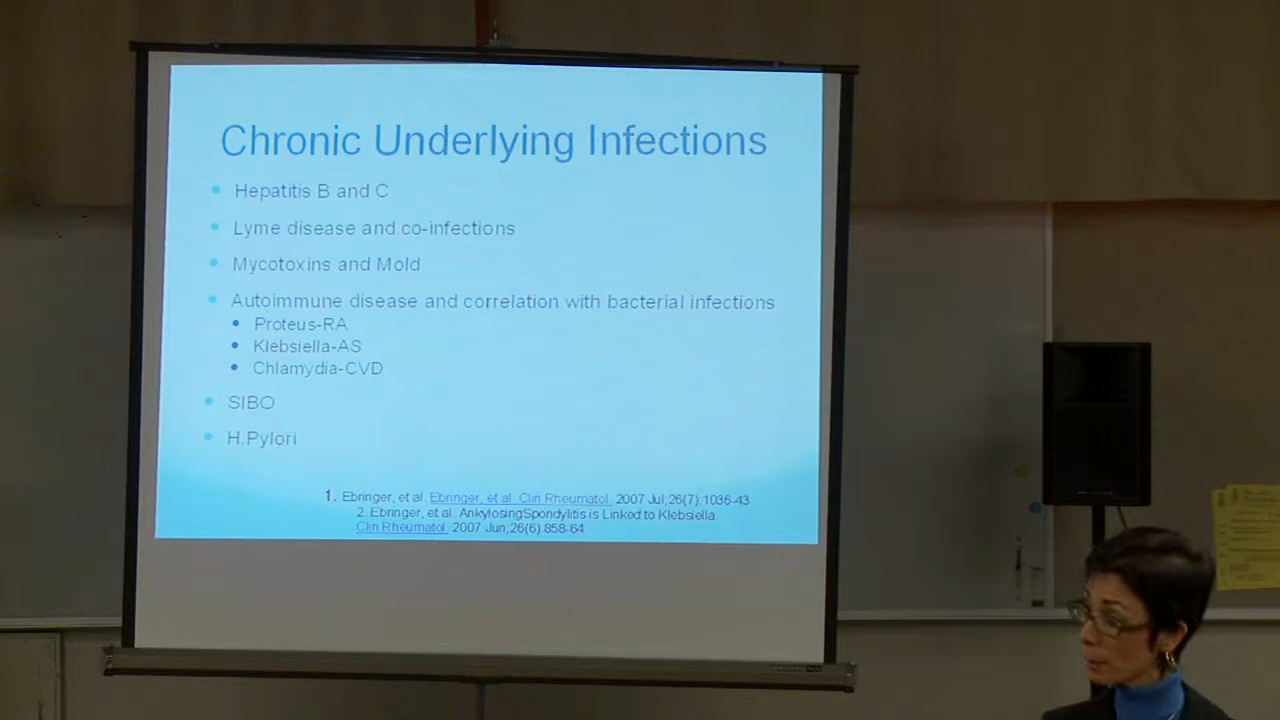 Chronic Underlying Infections
Hepatitis B and C
Lyme disease and co-infections
Mycotoxins and Mold
Autoimmune disease and correlation with bacterial infections
Proteus-RA
Klebsiella-AS
Chlamydia-CVD
SIBO
H.Pylori
1. Ebringer, et al. Ebringer, et al. Clin Rheumatol. 2007 Jul;26(7):1036-43
2. Ebringer, et al. AnkylosingSpondylitis is Linked to Klebsiella.
Clin Rheumatol. 2007 Jun;26(6):858-64